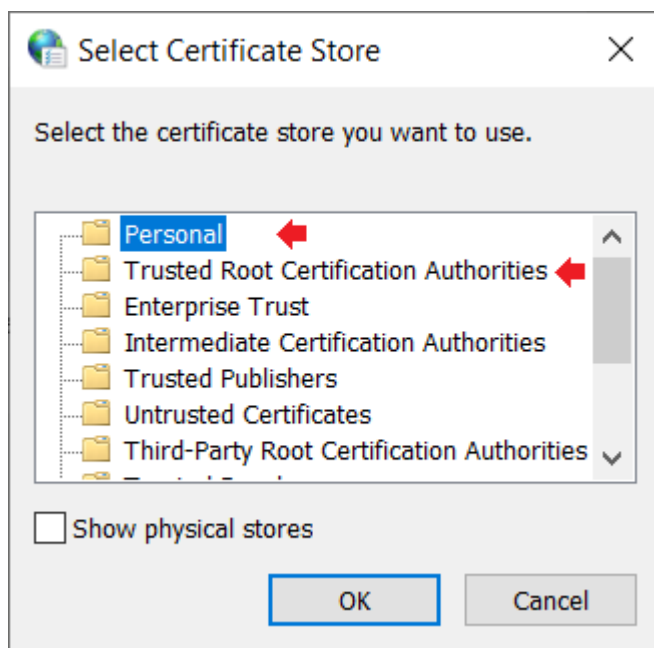 Select Certificate Store
Select the certificate store you want to use.
Personal
Trusted Root Certification Authorities
Enterprise Trust
Intermediate Certification Authorities
Trusted Publishers
Untrusted Certificates
Third-Party Root Certification Authorities
Show physical stores
OK Cancel